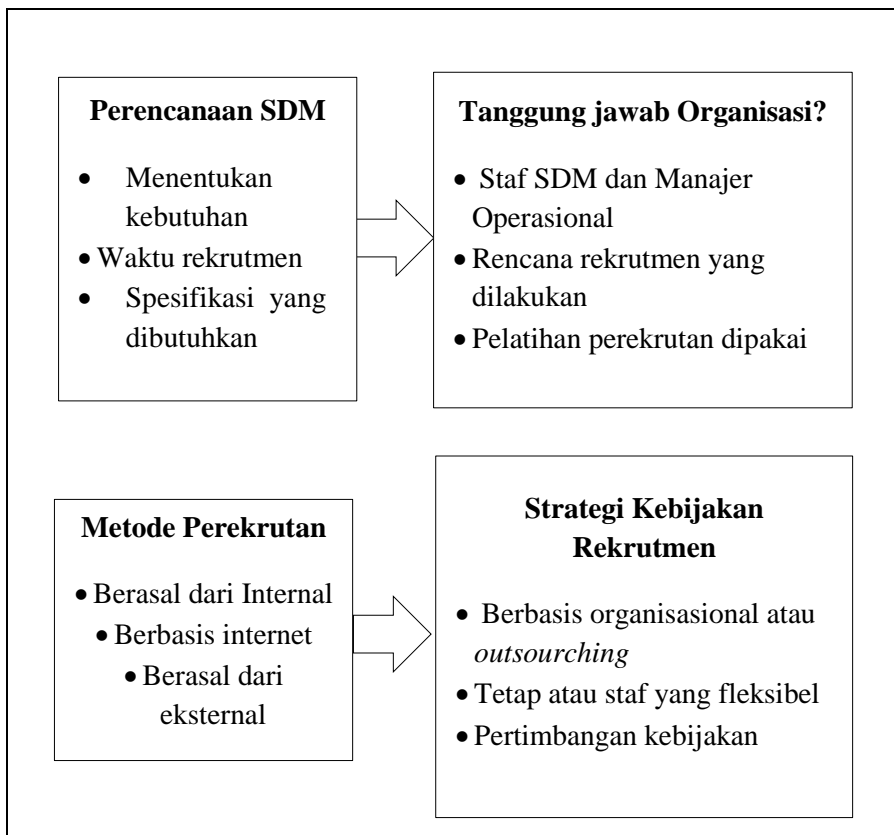 Perencanaan SDM
• Menentukan
kebutuhan
• Waktu rekrutmen
• Spesifikasi yang
dibutuhkan
Tanggung jawab Organisasi?
• Staf SDM dan Manajer
Operasional
• Rencana rekrutmen yang
dilakukan
• Pelatihan perekrutan dipakai
Metode Perekrutan
• Berasal dari Internal
• Berbasis internet
• Berasal dari
eksternal
Strategi Kebijakan
Rekrutmen
• Berbasis organisasional atau
outsourching
• Tetap atau staf yang fleksibel
• Pertimbangan kebijakan